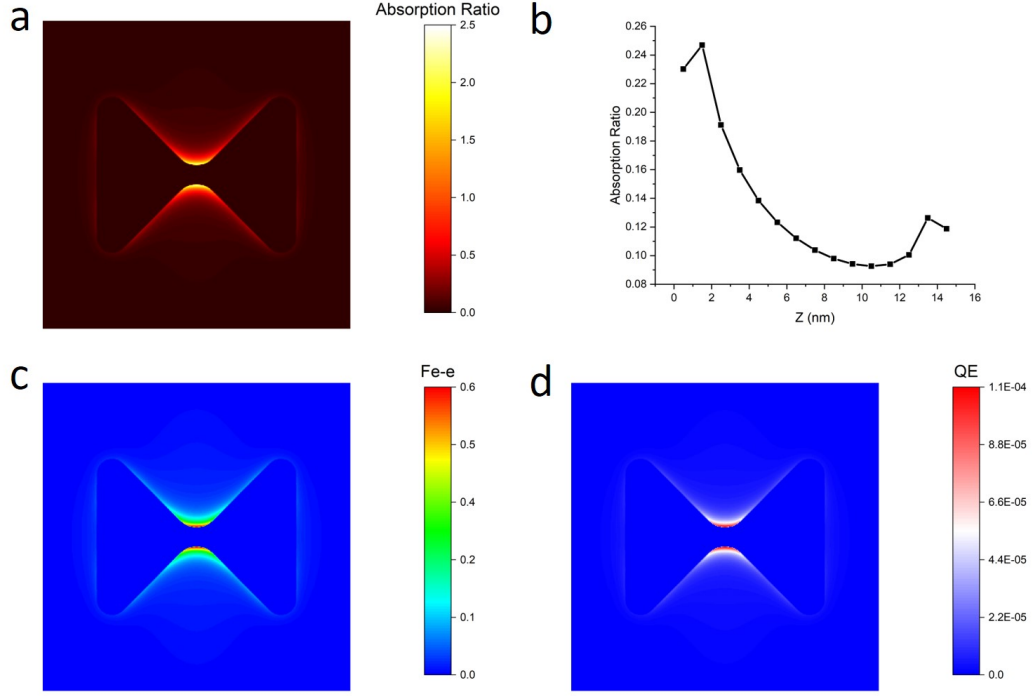 a
Absorption Ratio
2.5
2.0
1.5
1.0
0.5
0.0
b
0.26
0.24
0.22
0.20
0.18
0.16
0.14
0.12
0.10
0.08
Absorption Ratio
0 2 4 6 8 10 12 14 16
Z (nm)
c
Fe-e
0.6
0.5
0.4
0.2
0.1
0.0
d
QE
1.1E-04
8.8E-05
6.6E-05
4.4E-05
2.2E-05
0.0